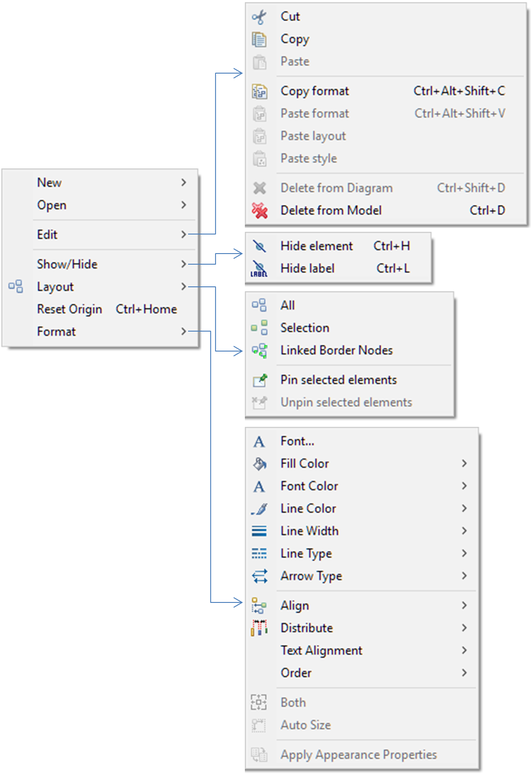 New
Open
Edit
Show/Hide
Layout
Reset Origin Ctrl+Home
Format
Cut
Copy
Paste
Copy format Ctrl+Alt+Shift+C
Paste format Ctrl+Alt+Shift+V
Paste layout
Paste style
Delete from Diagram Ctrl+Shift+D
Delete from Model Ctrl+D
Hide element Ctrl+H
LABEL Hide label Ctrl+L
All
Selection
Linked Border Nodes
Pin selected elements
Unpin selected elements
A Font...
Fill Color
A Font Color
Line Color
Line Width
Line Type
Arrow Type
Align
Distribute
Text Alignment
Order
Both
Auto Size
Apply Appearance Properties